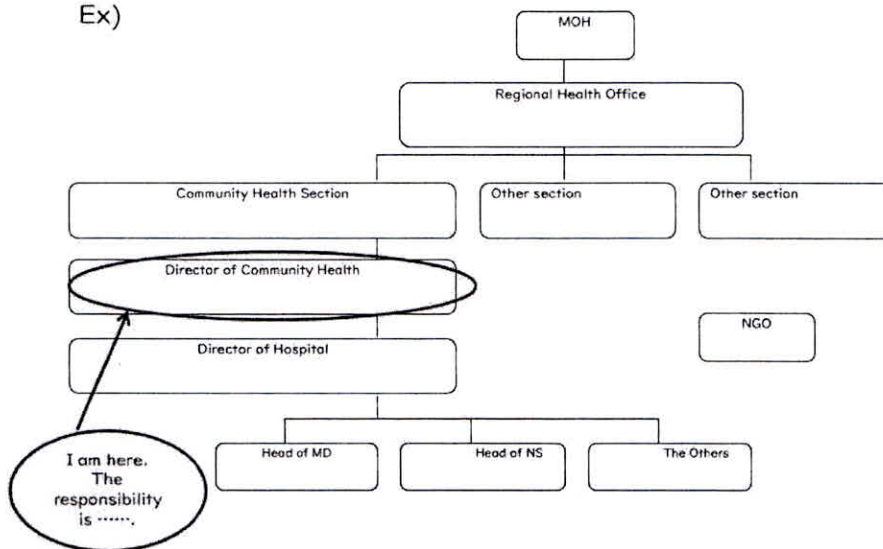 Ex)
MOH
Regional Health Office
Community Health Section
Other section
Other section
Director of Community Health
NGO
Director of Hospital
I am here.
The
responsibility
is ‥‥‥.
Head of MD
Head of NS
The Others